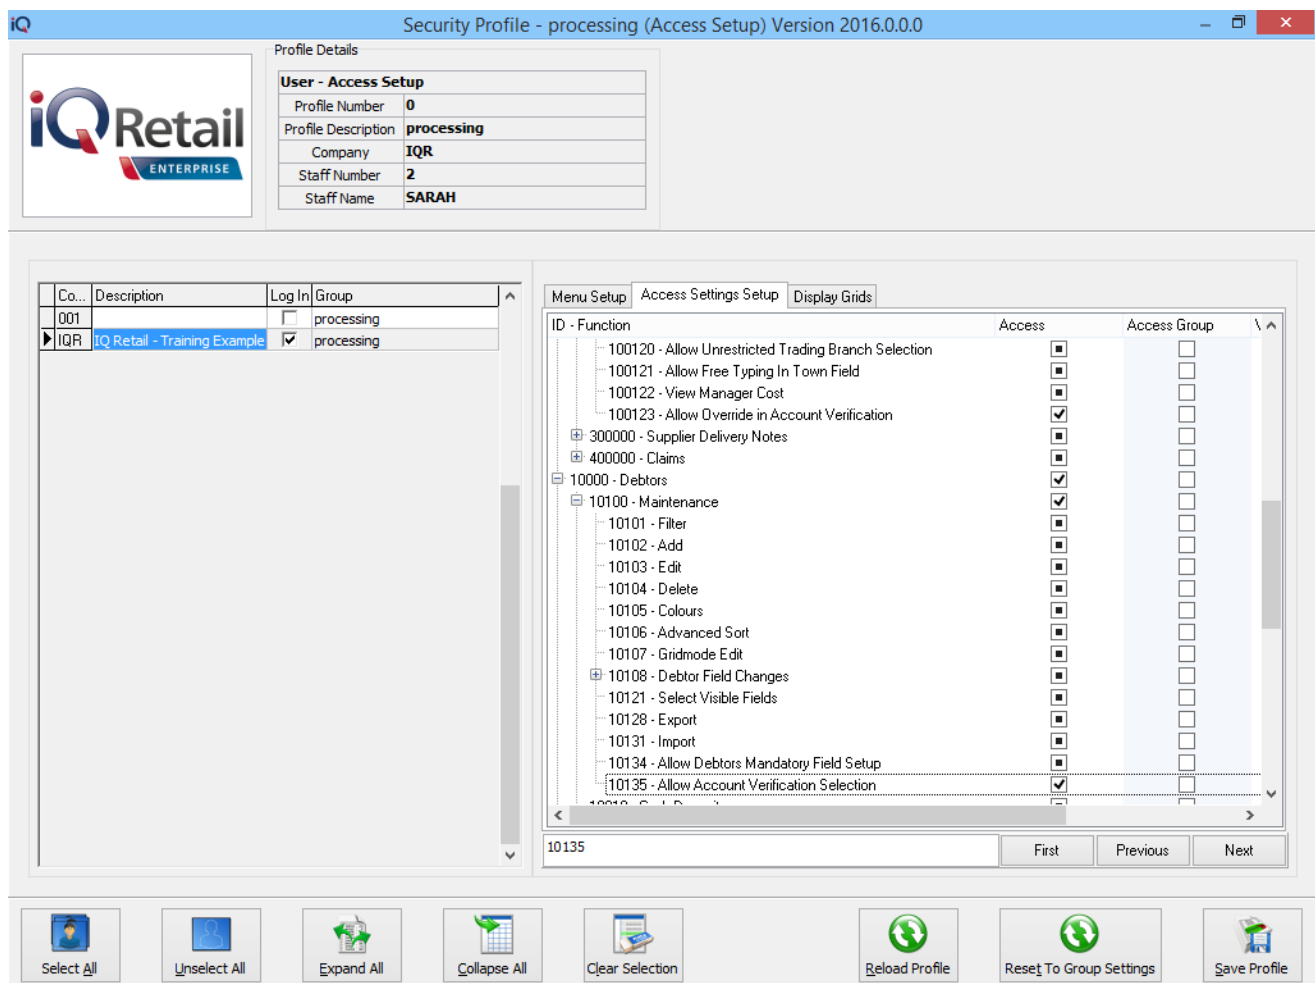 iQ Security Profile - processing (Access Setup) Version 2016.0.0.0
Profile Details
iQ Retail
ENTERPRISE
User - Access Setup
Profile Number 0
Profile Description processing
Company IQR
Staff Number 2
Staff Name SARAH
Co... Description Log In Group
001 processing
IQR IQ Retail - Training Example processing
Menu Setup Access Settings Setup Display Grids
ID - Function Access Access Group
100120 - Allow Unrestricted Trading Branch Selection
100121 - Allow Free Typing In Town Field
100122 - View Manager Cost
100123 - Allow Override in Account Verification
300000 - Supplier Delivery Notes
400000 - Claims
10000 - Debtors
10100 - Maintenance
10101 - Filter
10102 - Add
10103 - Edit
10104 - Delete
10105 - Colours
10106 - Advanced Sort
10107 - Gridmode Edit
10108 - Debtor Field Changes
10121 - Select Visible Fields
10128 - Export
10131 - Import
10134 - Allow Debtors Mandatory Field Setup
10135 - Allow Account Verification Selection
10135 First Previous Next
Select All Unselect All Expand All Collapse All Clear Selection Reload Profile Reset To Group Settings Save Profile